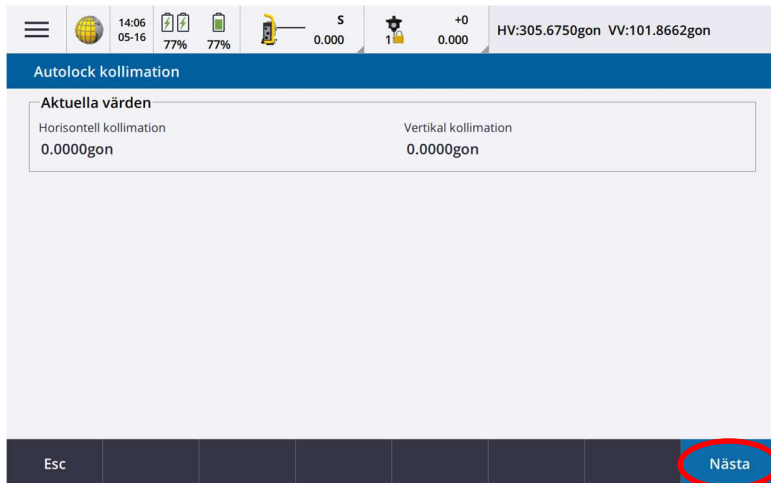 14:06
05-16
77%
77%
S
0.000
1
+0
0.000
HV:305.6750gon VV:101.8662gon
Autolock kollimation
Aktuella värden
Horisontell kollimation
Vertikal kollimation
0.0000gon
0.0000gon
Esc
Nästa